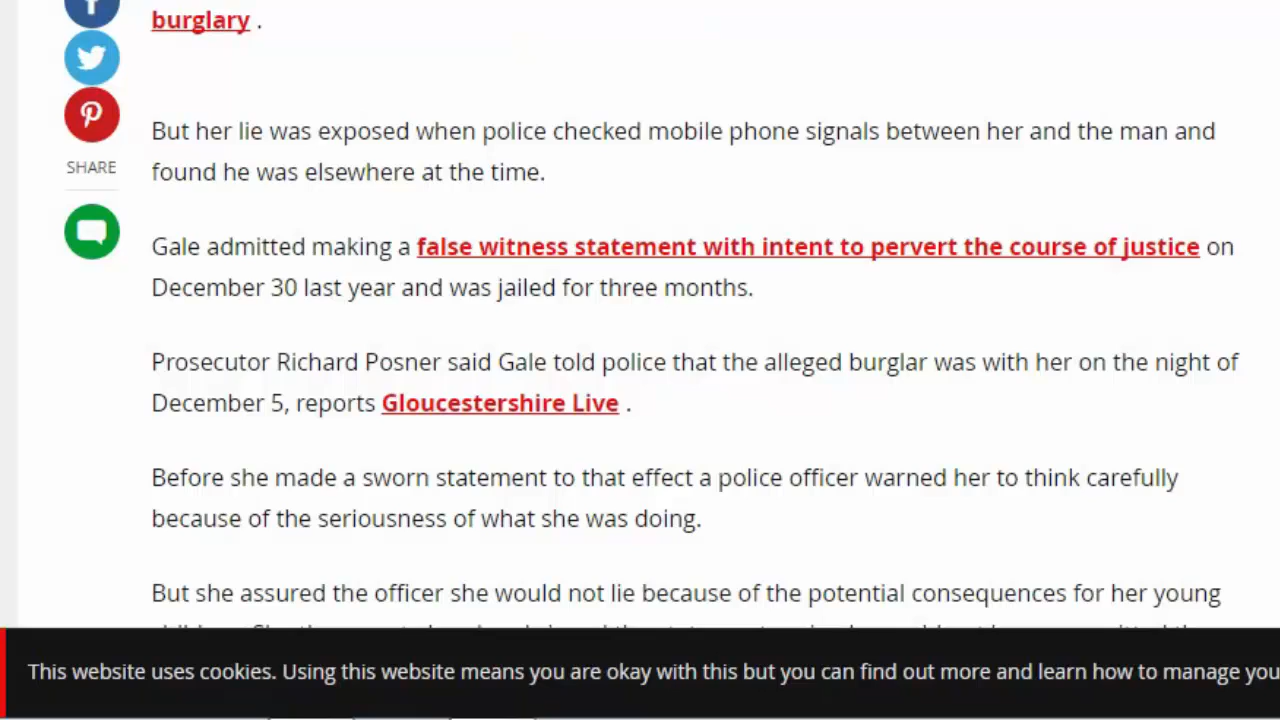 burglary .
But her lie was exposed when police checked mobile phone signals between her and the man and
found he was elsewhere at the time.
SHARE
Gale admitted making a false witness statement with intent to pervert the course of justice on
December 30 last year and was jailed for three months.
Prosecutor Richard Posner said Gale told police that the alleged burglar was with her on the night of
December 5, reports Gloucestershire Live .
Before she made a sworn statement to that effect a police officer warned her to think carefully
because of the seriousness of what she was doing.
But she assured the officer she would not lie because of the potential consequences for her young
This website uses cookies. Using this website means you are okay with this but you can find out more and learn how to manage you